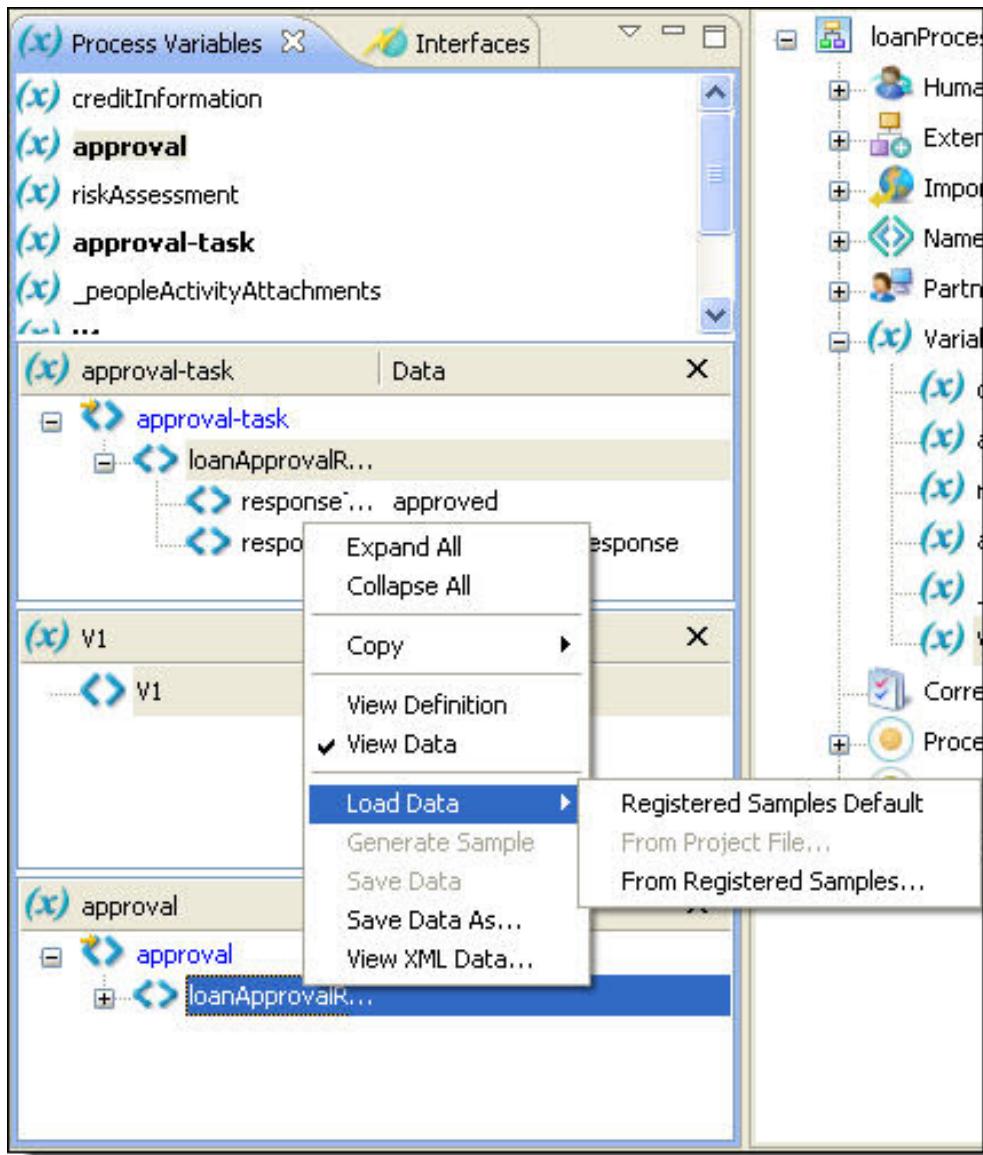 (x) Process Variables
Interfaces
(x) creditInformation
(x) approval
(x) riskAssessment
(x) approval-task
(x) _peopleActivityAttachments
(x) approval-task Data
approval-task
loanApprovalR...
response... approved
respo esponse
(x) V1
V1
(x) approval
approval
loanApprovalR...
Expand All
Collapse All
Copy
View Definition
View Data
Load Data
Generate Sample
Save Data
Save Data As...
View XML Data...
Registered Samples Default
From Project File...
From Registered Samples...
loanProces
Huma
Exter
Impor
Name
Partn
(x) Varial
(x)
(x) a
(x) r
(x) a
(x) _
(x)
Corre
Proce